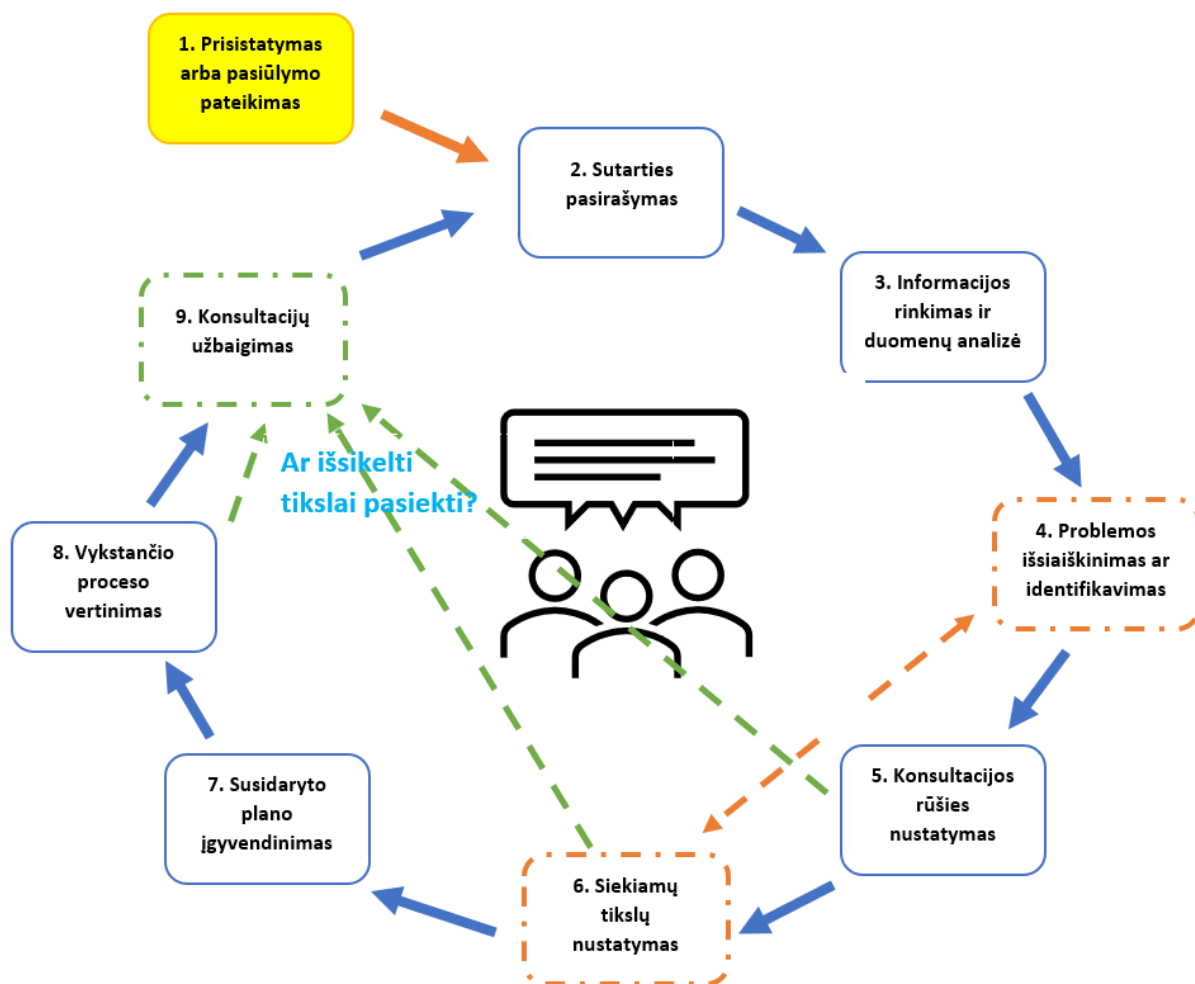 1. Prisistatymas
arba pasiūlymo
pateikimas
2. Sutarties
pasirašymas
3. Informacijos
rinkimas ir
duomenų analizė
4. Problemos
išsiaiškinimas ar
identifikavimas
5. Konsultacijos
rūšies
nustatymas
6. Siekiamų
tikslų
nustatymas
7. Susidaryto
plano
įgyvendinimas
8. Vykstančio
proceso
vertinimas
9. Konsultacijų
užbaigimas
Ar išsikelti
tikslai pasiekti?